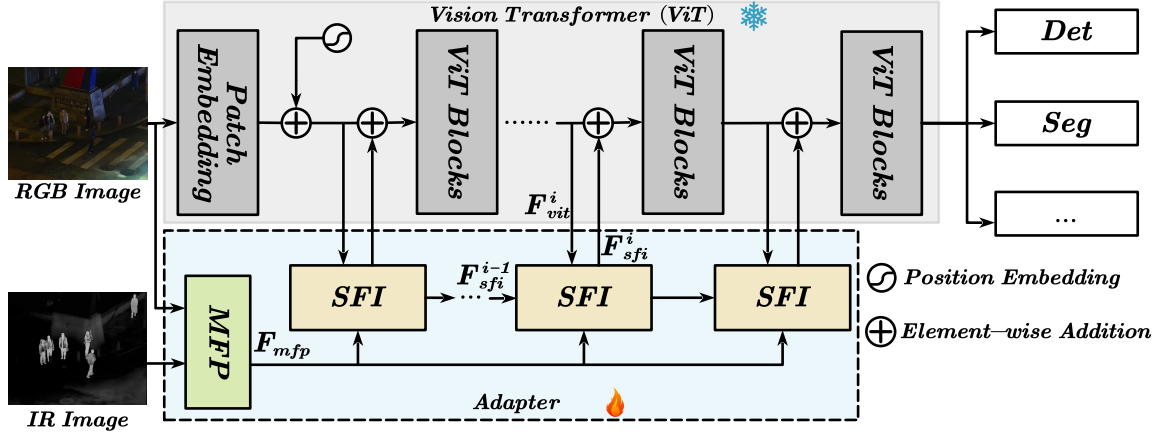 Vision Transformer (ViT)
RGB Image
Patch
Embedding
ViT Blocks
......
ViT Blocks
ViT Blocks
Det
Seg
...
F^i_vit
F^i_sfi
F^{i-1}_sfi
SFI
...
SFI
SFI
MFP
F_mfp
IR Image
Adapter
Position Embedding
Element-wise Addition